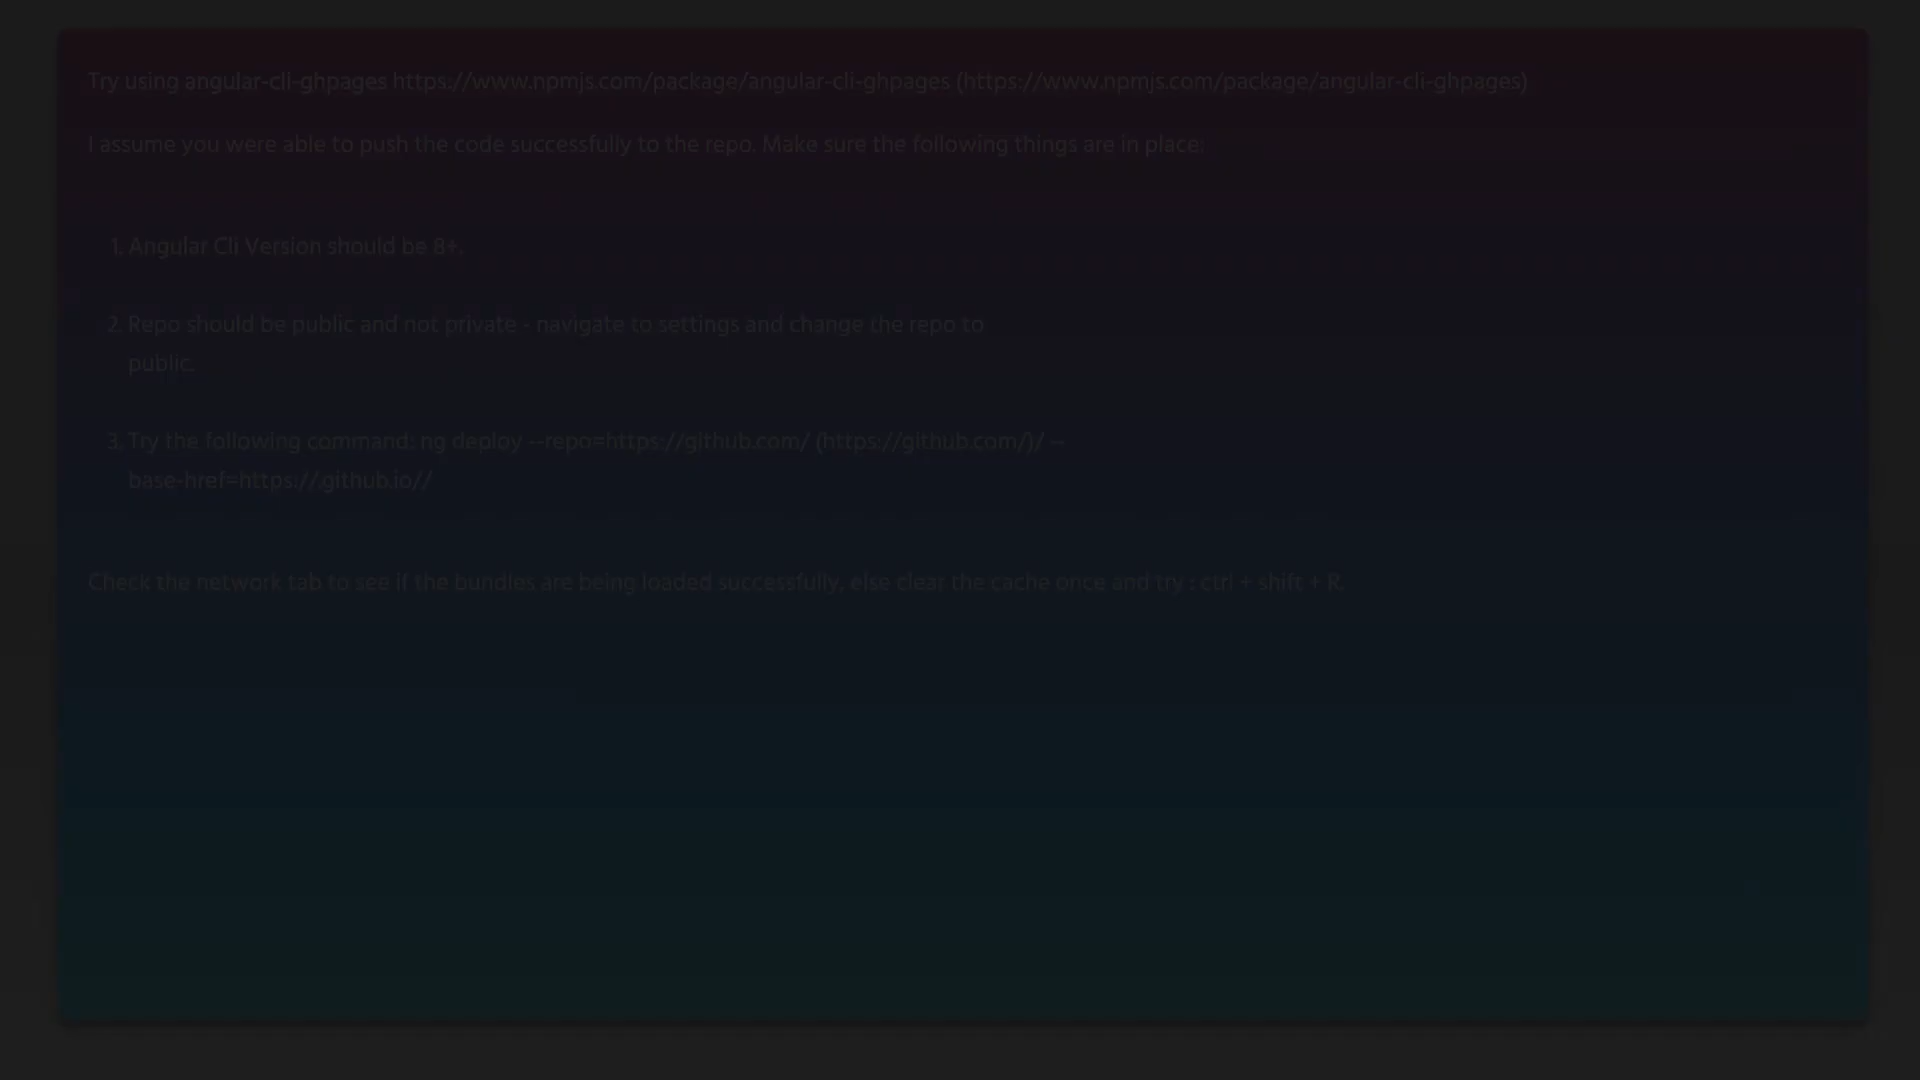 Try using angular-cli-ghpages https://www.npmjs.com/package/angular-cli-ghpages (https://www.npmjs.com/package/angular-cli-ghpages)
I assume you were able to push the code successfully to the repo. Make sure the following things are in place:
1. Angular Cli Version should be 8+.
2. Repo should be public and not private - navigate to settings and change the repo to
public.
3. Try the following command: ng deploy --repo=https://github.com/ (https://github.com/)/ --
base-href=https://.github.io//
Check the network tab to see if the bundles are being loaded successfully, else clear the cache once and try : ctrl + shift + R.